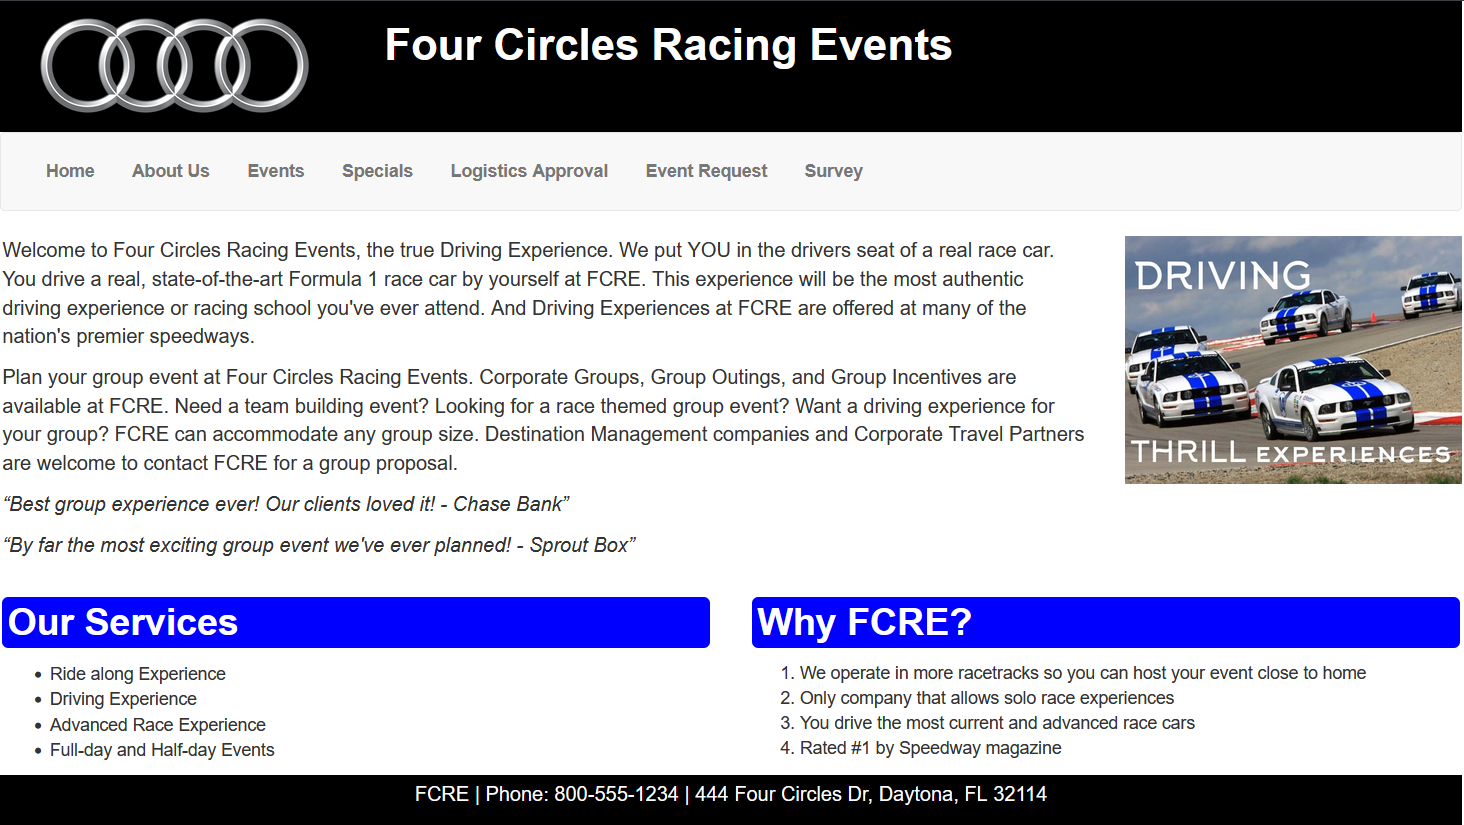 Four Circles Racing Events
Home About Us Events Specials Logistics Approval Event Request Survey
Welcome to Four Circles Racing Events, the true Driving Experience. We put YOU in the drivers seat of a real race car.
You drive a real, state-of-the-art Formula 1 race car by yourself at FCRE. This experience will be the most authentic
driving experience or racing school you've ever attend. And Driving Experiences at FCRE are offered at many of the
nation's premier speedways.
Plan your group event at Four Circles Racing Events. Corporate Groups, Group Outings, and Group Incentives are
available at FCRE. Need a team building event? Looking for a race themed group event? Want a driving experience for
your group? FCRE can accommodate any group size. Destination Management companies and Corporate Travel Partners
are welcome to contact FCRE for a group proposal.
“Best group experience ever! Our clients loved it! - Chase Bank”
“By far the most exciting group event we've ever planned! - Sprout Box”
DRIVING
THRILL EXPERIENCES
Our Services
Ride along Experience
Driving Experience
Advanced Race Experience
Full-day and Half-day Events
Why FCRE?
1. We operate in more racetracks so you can host your event close to home
2. Only company that allows solo race experiences
3. You drive the most current and advanced race cars
4. Rated #1 by Speedway magazine
FCRE | Phone: 800-555-1234 | 444 Four Circles Dr, Daytona, FL 32114